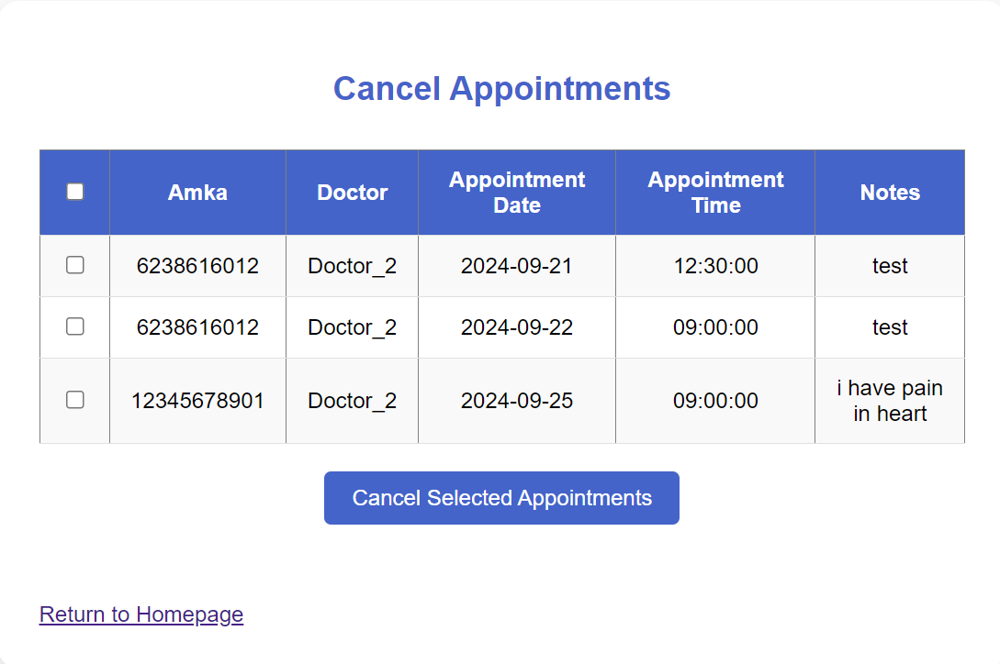 Cancel Appointments
Amka Doctor Appointment Date Appointment Time Notes
6238616012 Doctor_2 2024-09-21 12:30:00 test
6238616012 Doctor_2 2024-09-22 09:00:00 test
12345678901 Doctor_2 2024-09-25 09:00:00 i have pain in heart
Cancel Selected Appointments
Return to Homepage